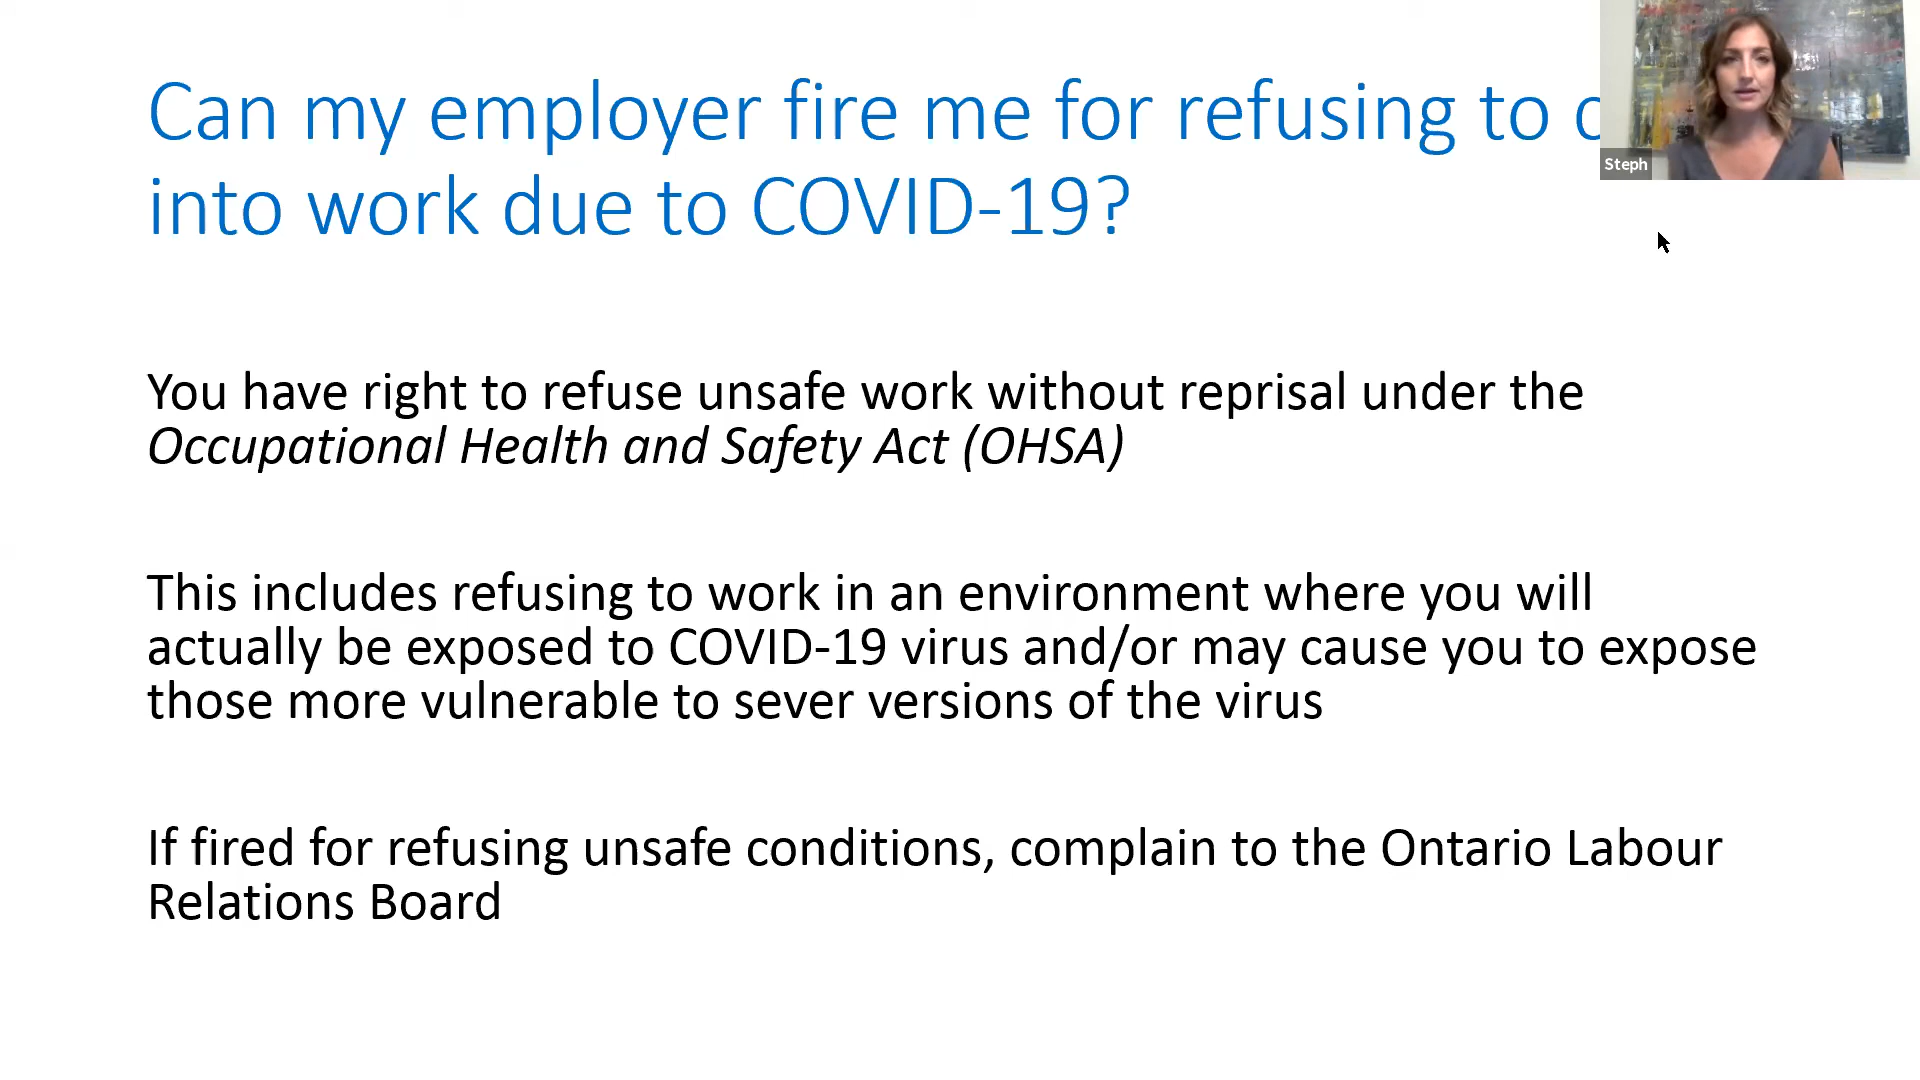 Can my employer fire me for refusing to
into work due to COVID-19?
Steph
You have right to refuse unsafe work without reprisal under the
Occupational Health and Safety Act (OHSA)
This includes refusing to work in an environment where you will
actually be exposed to COVID-19 virus and/or may cause you to expose
those more vulnerable to sever versions of the virus
If fired for refusing unsafe conditions, complain to the Ontario Labour
Relations Board